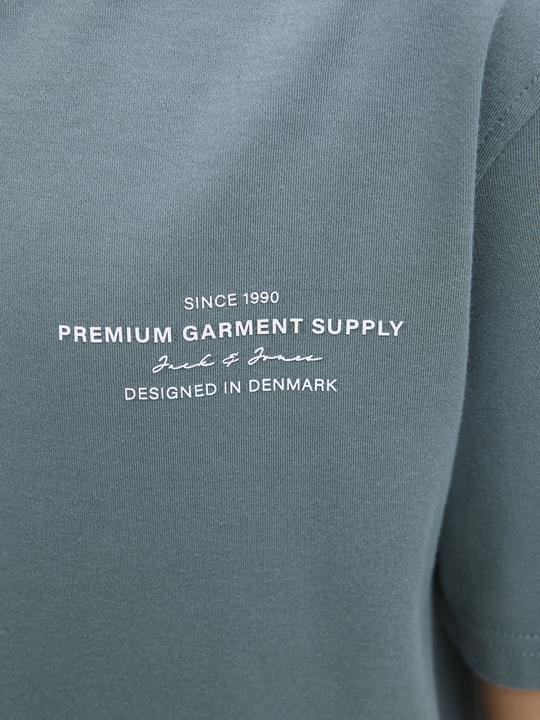 SINCE 1990
PREMIUM GARMENT SUPPLY
Jack & Jones
DESIGNED IN DENMARK